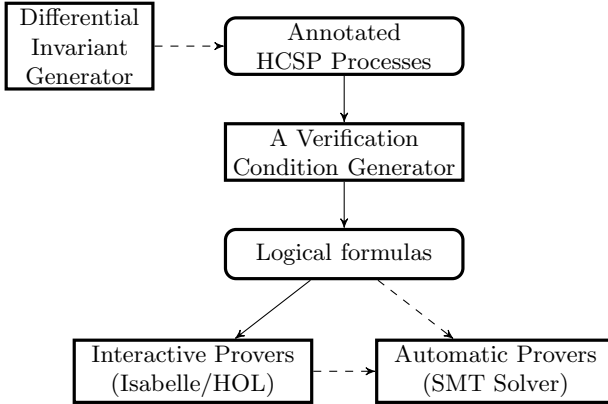 Differential
Invariant
Generator
Annotated
HCSP Processes
A Verification
Condition Generator
Logical formulas
Interactive Provers
(Isabelle/HOL)
Automatic Provers
(SMT Solver)